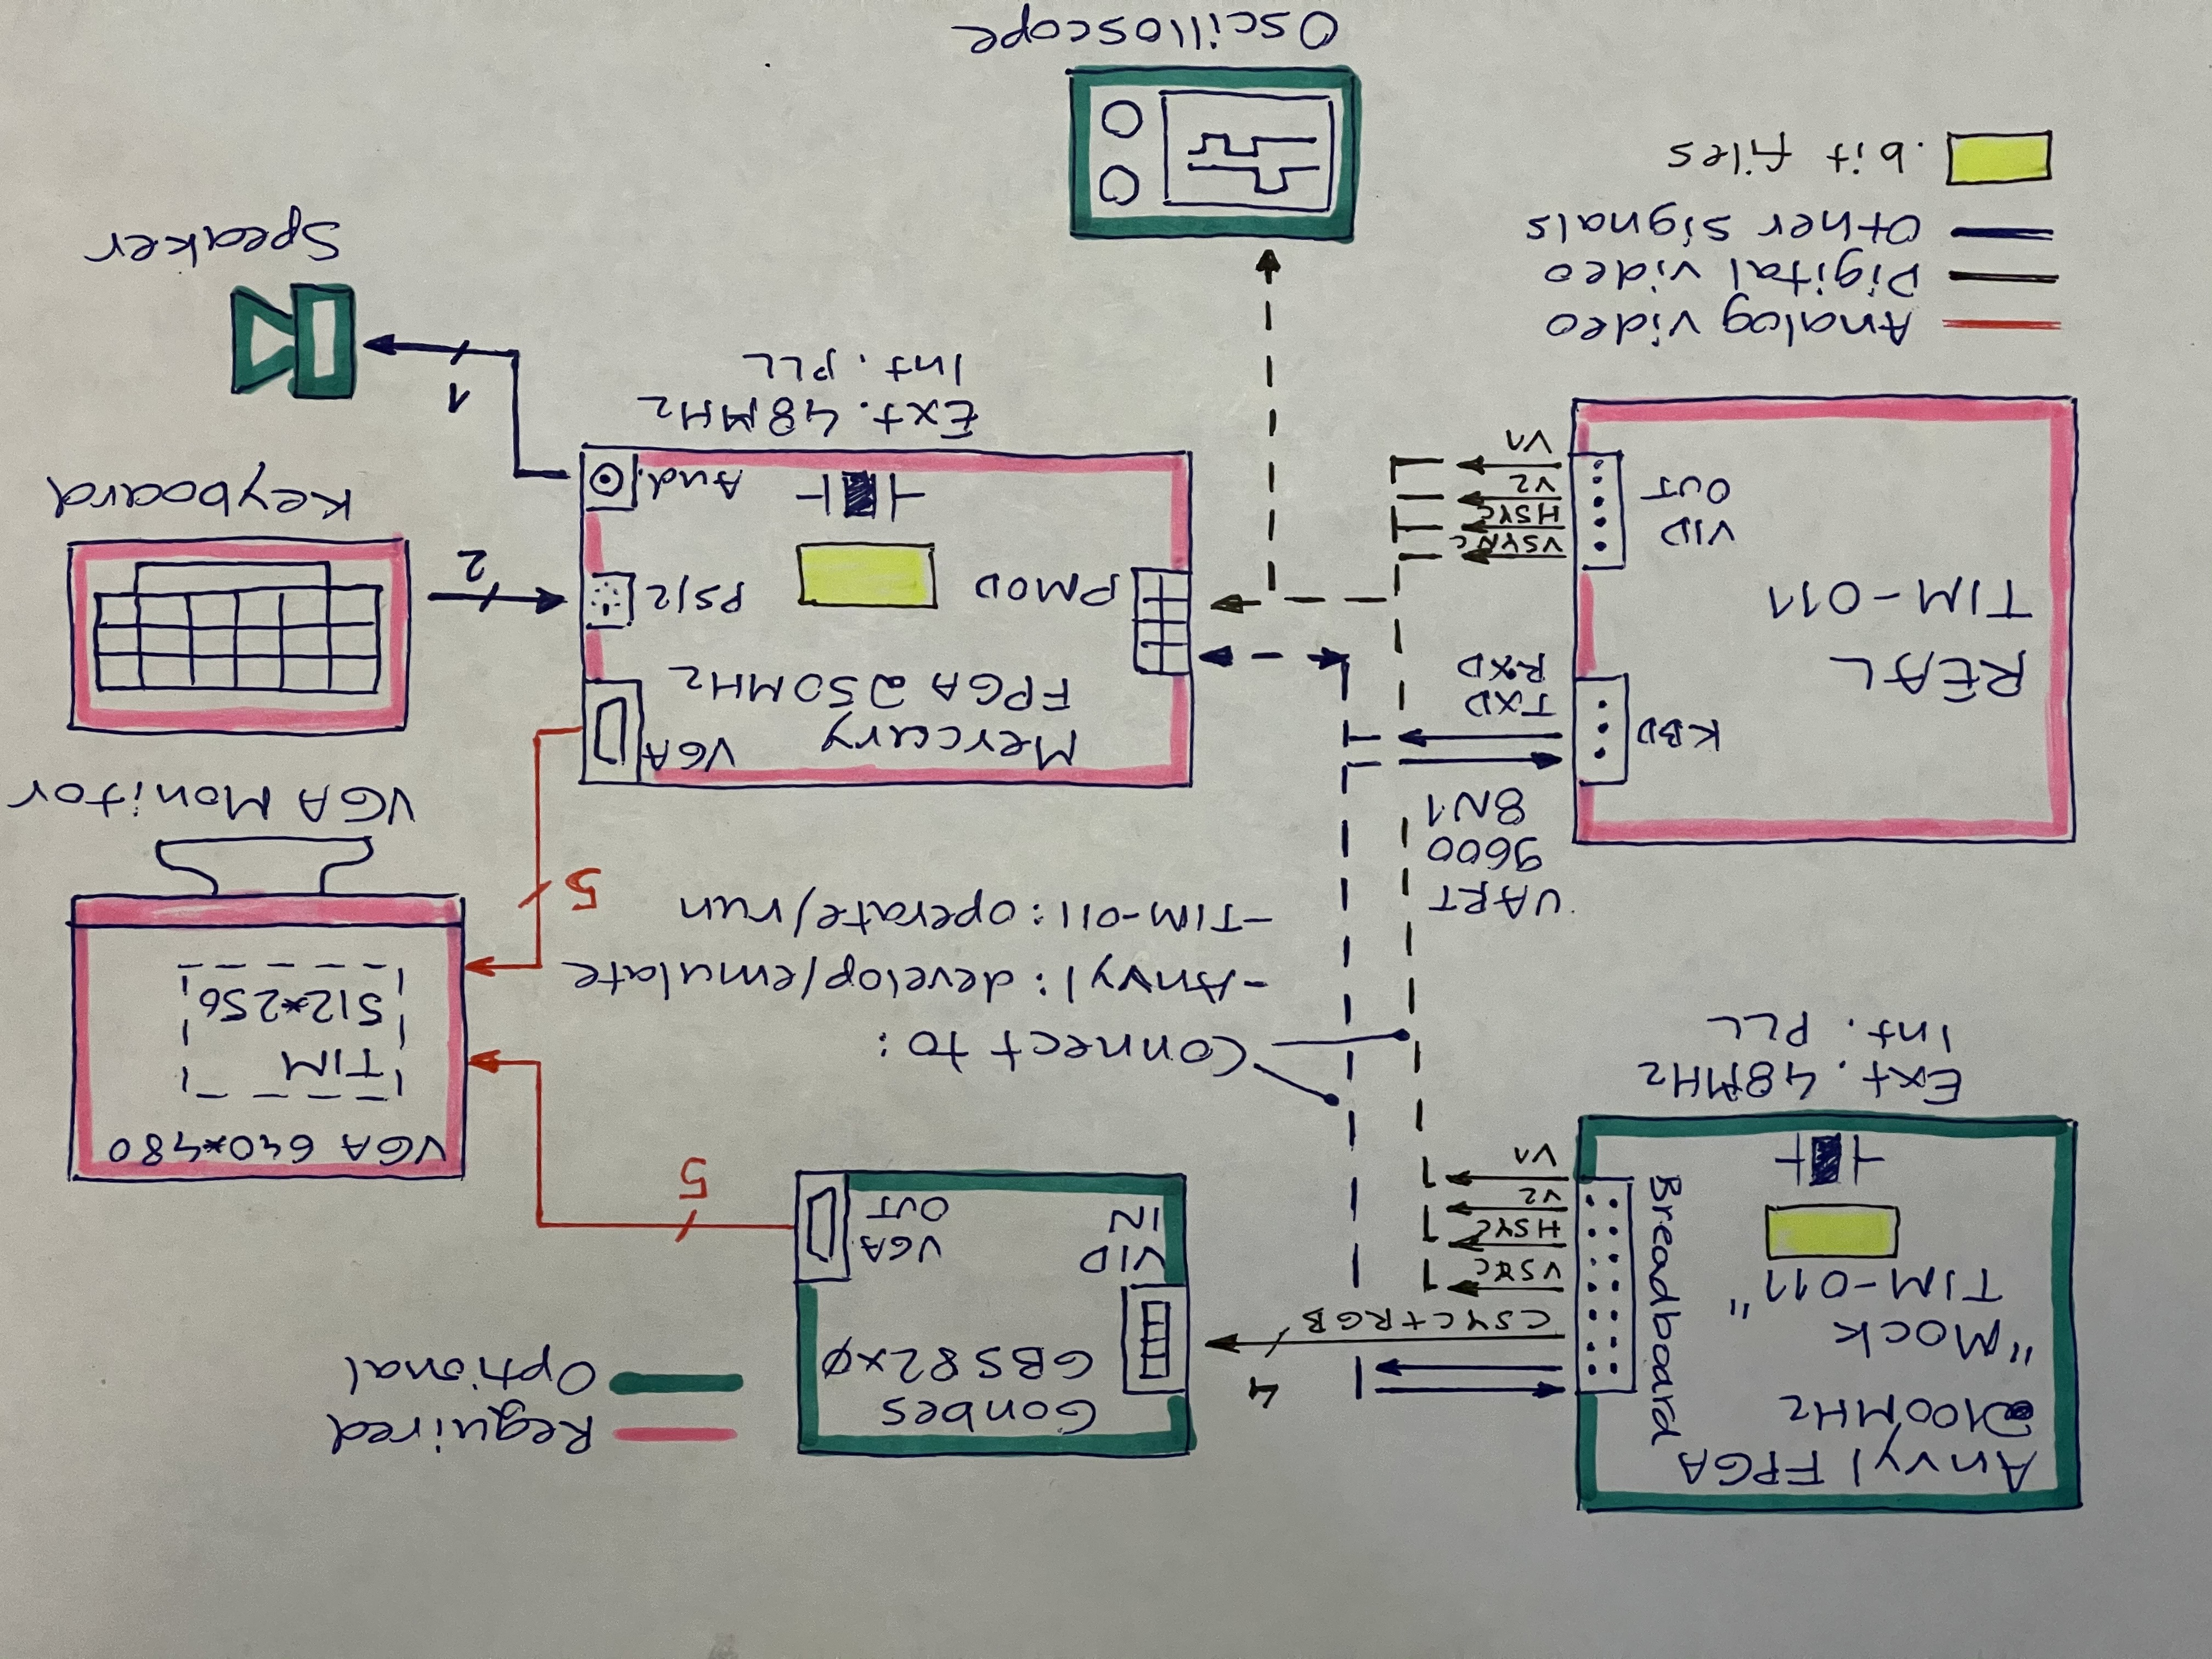 Anvyl FPGA
@100MHz
"Mock
TIM-011"
Breadboard
Ext. 48MHz
Int. PLL
4
CSYC+RGB
VSYC
HSYC
V2
V1
Gonbes
GBS82xØ
VID
IN
VGA
OUT
Required
Optional
5
VGA 640*480
TIM
512*256
VGA Monitor
Connect to:
-Anvyl: develop/emulate
-TIM-011: operate/run
5
UART
9600
8N1
REAL
TIM-011
KBD
TXD
RXD
VID
OUT
VSYNC
HSYC
V2
V1
Mercury
FPGA @50MHz
VGA
PMOD
PS/2
Aud.
Ext. 48MHz
Int. PLL
2
Keyboard
1
Speaker
Analog video
Digital video
Other signals
.bit files
Oscilloscope